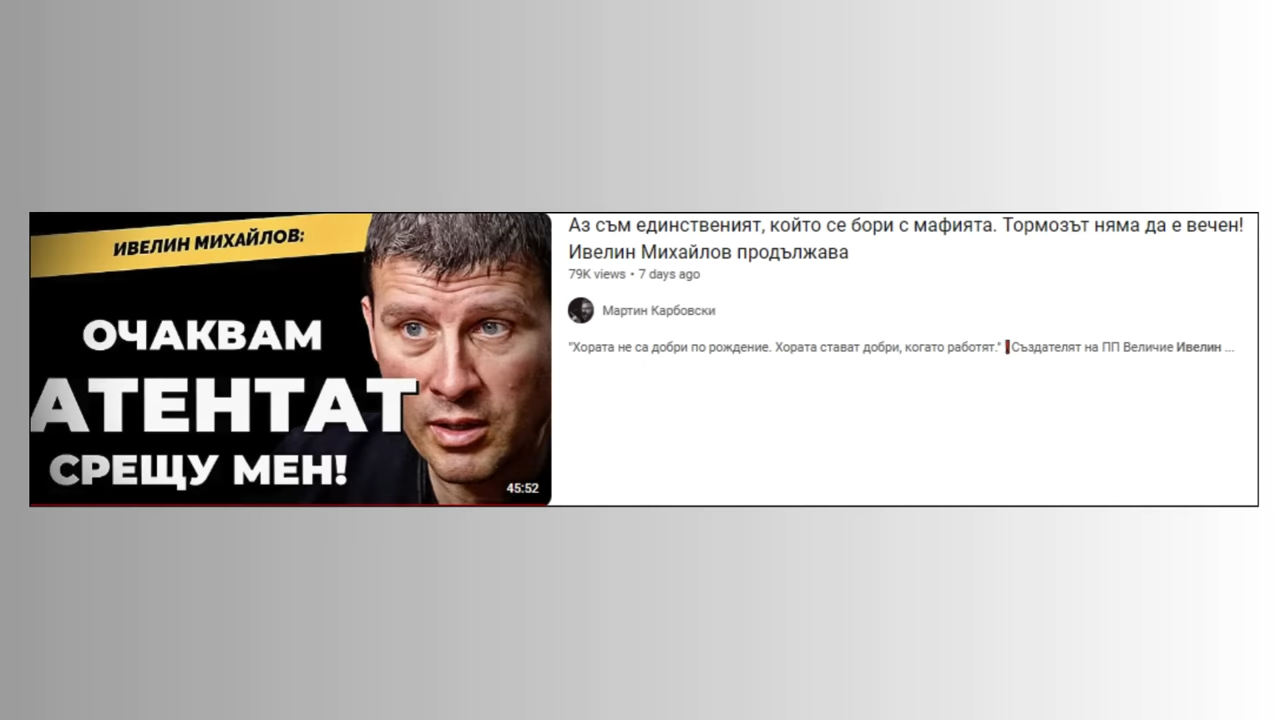 ИВЕЛИН МИХАЙЛОВ:
ОЧАКВАМ
АТЕНТАТ
СРЕЩУ МЕН!
45:52
Аз съм единственият, който се бори с мафията. Тормозът няма да е вечен!
Ивелин Михайлов продължава
79K views • 7 days ago
Мартин Карбовски
"Хората не са добри по рождение. Хората стават добри, когато работят." Създателят на ПП Величие Ивелин ...